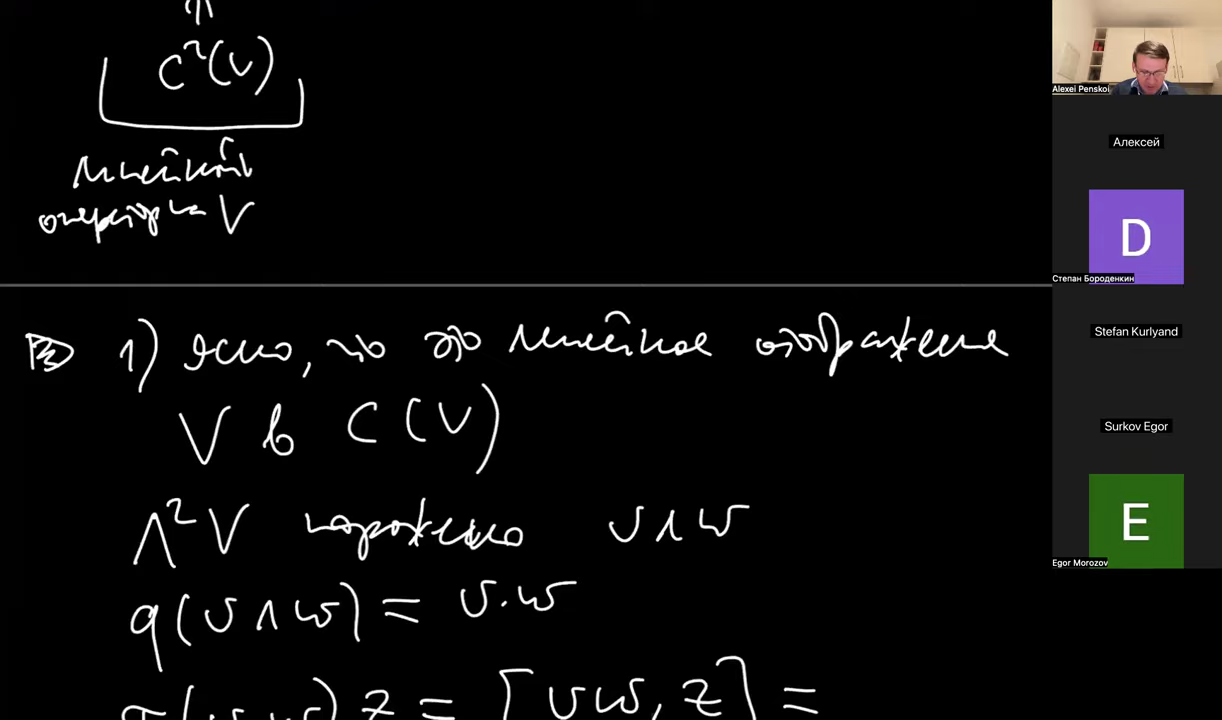 C²(V)
линейный
оператор на V
1) Ясно, что это линейное отображение
V в C(V)
Λ²V порождено v∧w
q(v∧w) = v·w
τ(v·w) z = [vw, z] =
Alexei Penskoi
Алексей
D
Степан Бороденкин
Stefan Kurlyand
Surkov Egor
E
Egor Morozov